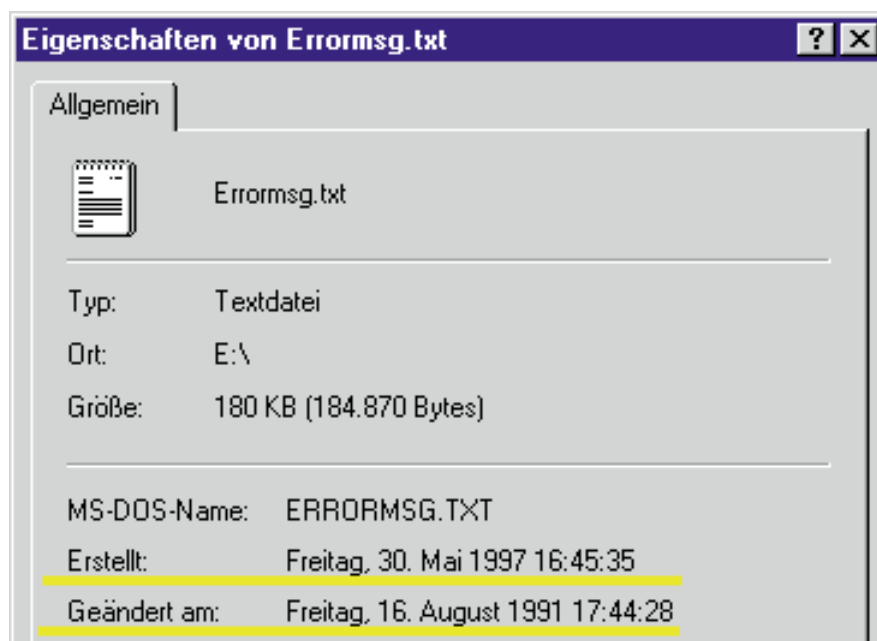 Eigenschaften von Errormsg.txt ? ×
Allgemein
Errormsg.txt
Typ: Textdatei
Ort: E:\
Größe: 180 KB (184.870 Bytes)
MS-DOS-Name: ERRORMSG.TXT
Erstellt: Freitag, 30. Mai 1997 16:45:35
Geändert am: Freitag, 16. August 1991 17:44:28